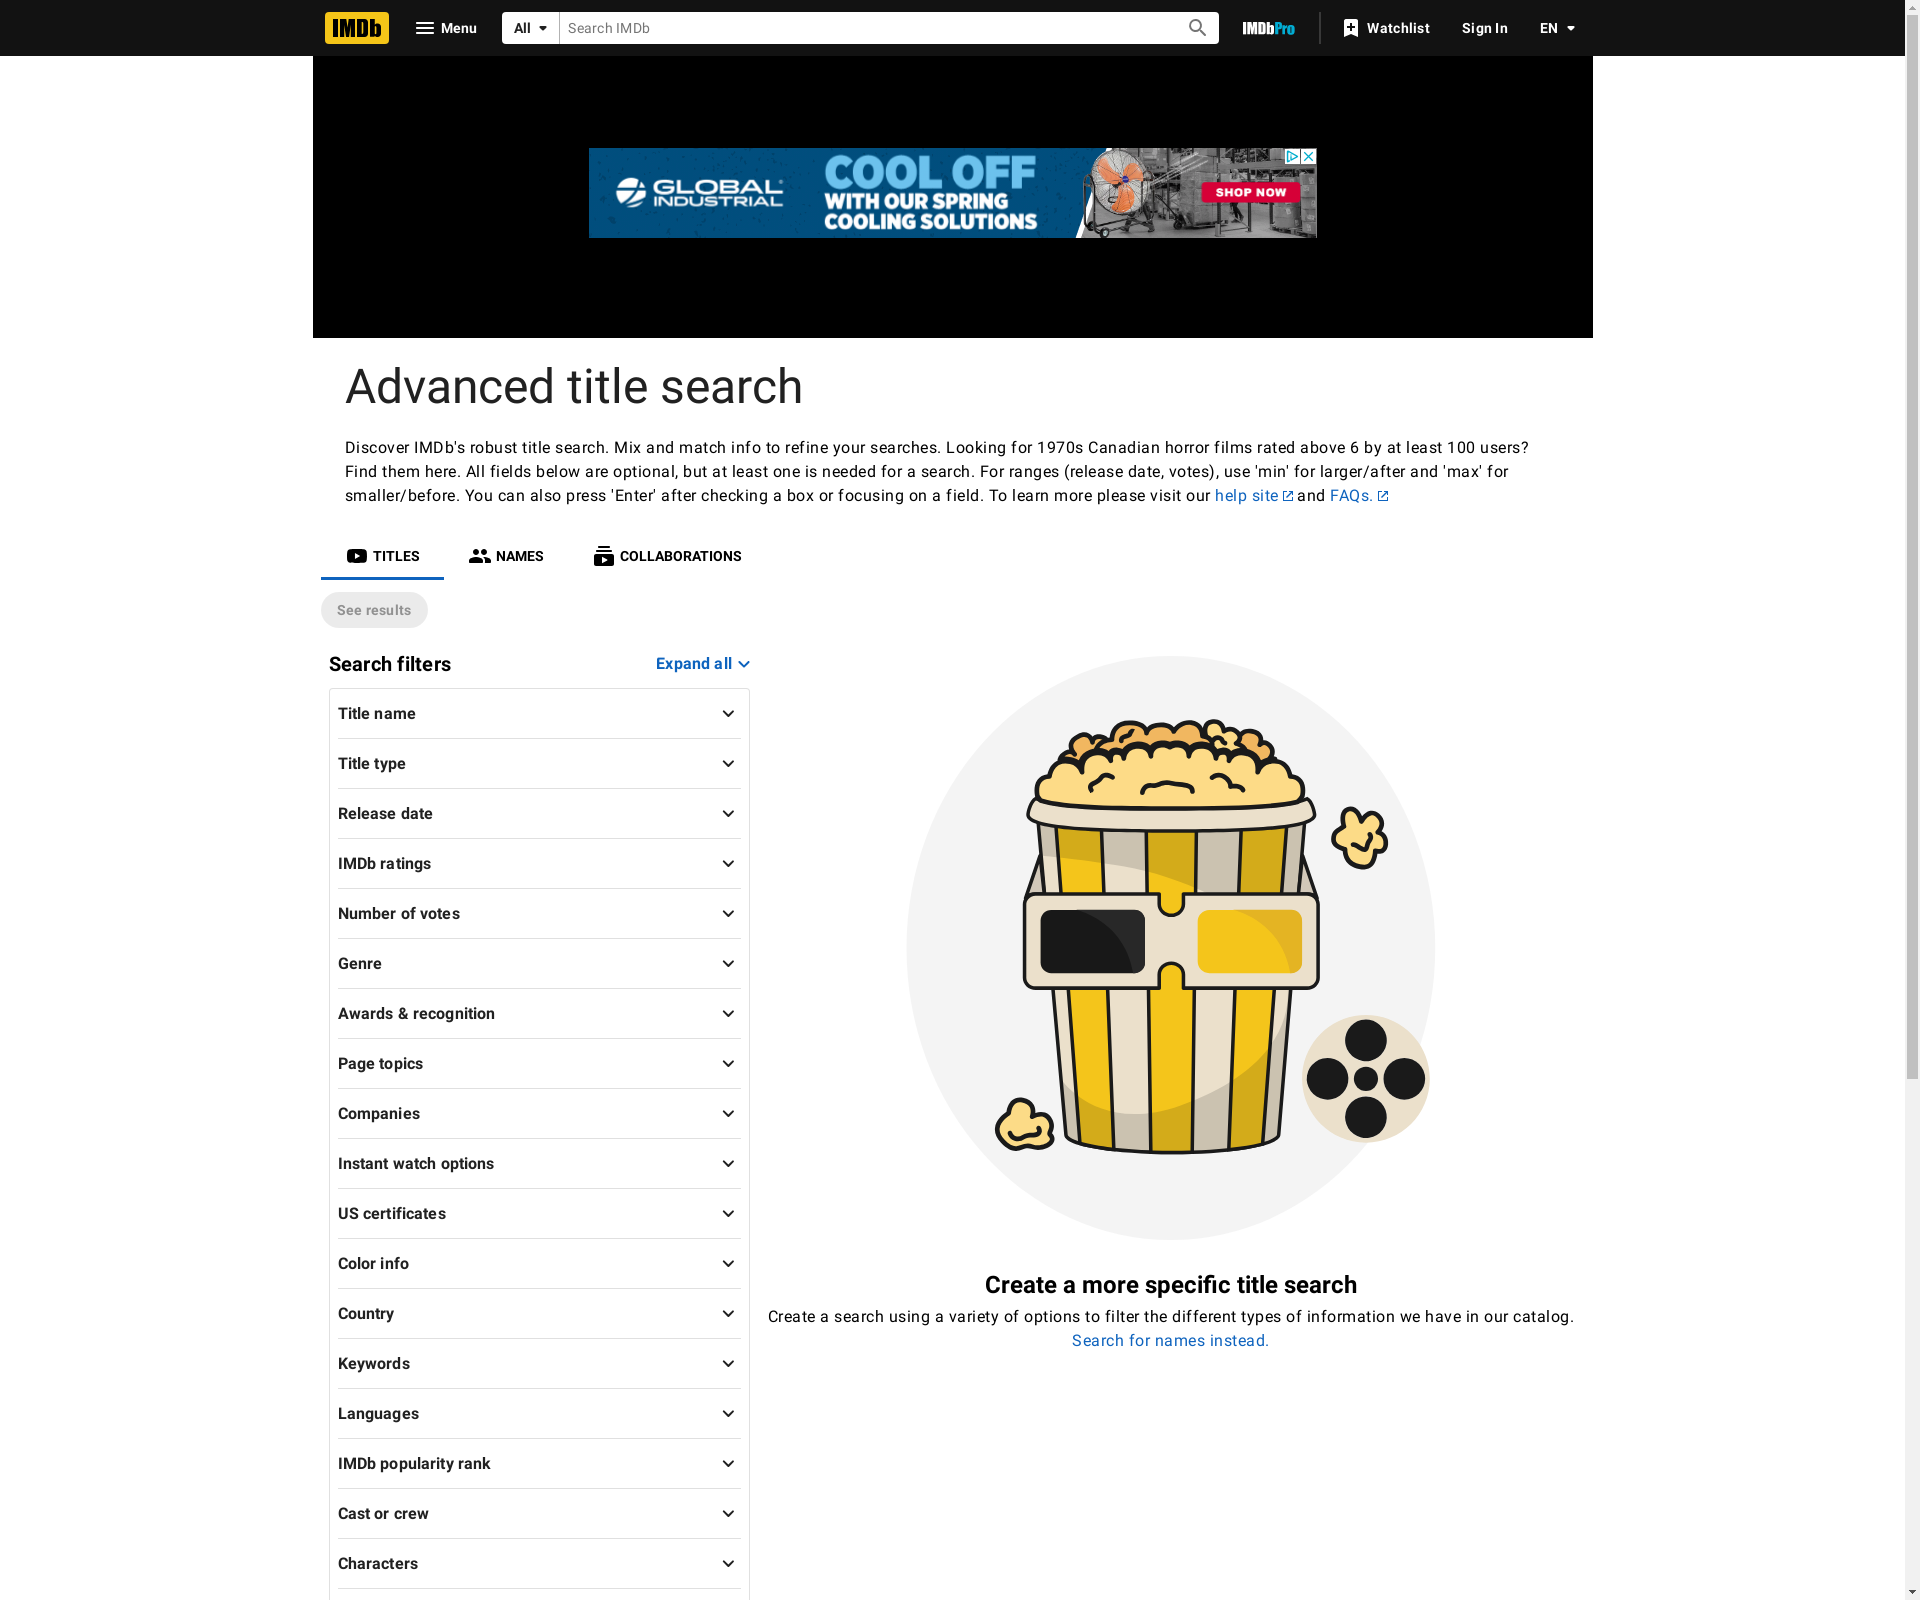 IMDb
Menu
All
Search IMDb
IMDbPro
Watchlist
Sign In
EN
GLOBAL
INDUSTRIAL
COOL OFF
WITH OUR SPRING
COOLING SOLUTIONS
SHOP NOW
Advanced title search
Discover IMDb's robust title search. Mix and match info to refine your searches. Looking for 1970s Canadian horror films rated above 6 by at least 100 users?
Find them here. All fields below are optional, but at least one is needed for a search. For ranges (release date, votes), use 'min' for larger/after and 'max' for
smaller/before. You can also press 'Enter' after checking a box or focusing on a field. To learn more please visit our help site and FAQs.
TITLES
NAMES
COLLABORATIONS
See results
Search filters
Expand all
Title name
Title type
Release date
IMDb ratings
Number of votes
Genre
Awards & recognition
Page topics
Companies
Instant watch options
US certificates
Color info
Country
Keywords
Languages
IMDb popularity rank
Cast or crew
Characters
Create a more specific title search
Create a search using a variety of options to filter the different types of information we have in our catalog.
Search for names instead.